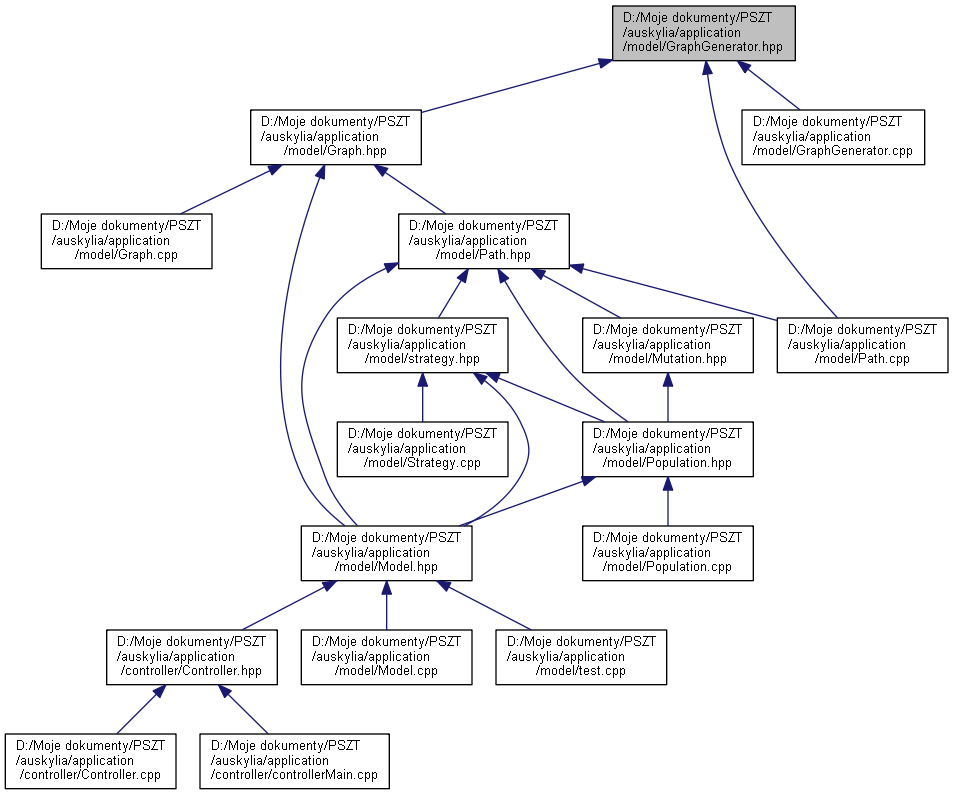 D:/Moje dokumenty/PSZT
/auskylia/application
/model/GraphGenerator.hpp
D:/Moje dokumenty/PSZT
/auskylia/application
/model/Graph.hpp
D:/Moje dokumenty/PSZT
/auskylia/application
/model/GraphGenerator.cpp
D:/Moje dokumenty/PSZT
/auskylia/application
/model/Graph.cpp
D:/Moje dokumenty/PSZT
/auskylia/application
/model/Path.hpp
D:/Moje dokumenty/PSZT
/auskylia/application
/model/strategy.hpp
D:/Moje dokumenty/PSZT
/auskylia/application
/model/Mutation.hpp
D:/Moje dokumenty/PSZT
/auskylia/application
/model/Path.cpp
D:/Moje dokumenty/PSZT
/auskylia/application
/model/Strategy.cpp
D:/Moje dokumenty/PSZT
/auskylia/application
/model/Population.hpp
D:/Moje dokumenty/PSZT
/auskylia/application
/model/Model.hpp
D:/Moje dokumenty/PSZT
/auskylia/application
/model/Population.cpp
D:/Moje dokumenty/PSZT
/auskylia/application
/controller/Controller.hpp
D:/Moje dokumenty/PSZT
/auskylia/application
/model/Model.cpp
D:/Moje dokumenty/PSZT
/auskylia/application
/model/test.cpp
D:/Moje dokumenty/PSZT
/auskylia/application
/controller/Controller.cpp
D:/Moje dokumenty/PSZT
/auskylia/application
/controller/controllerMain.cpp